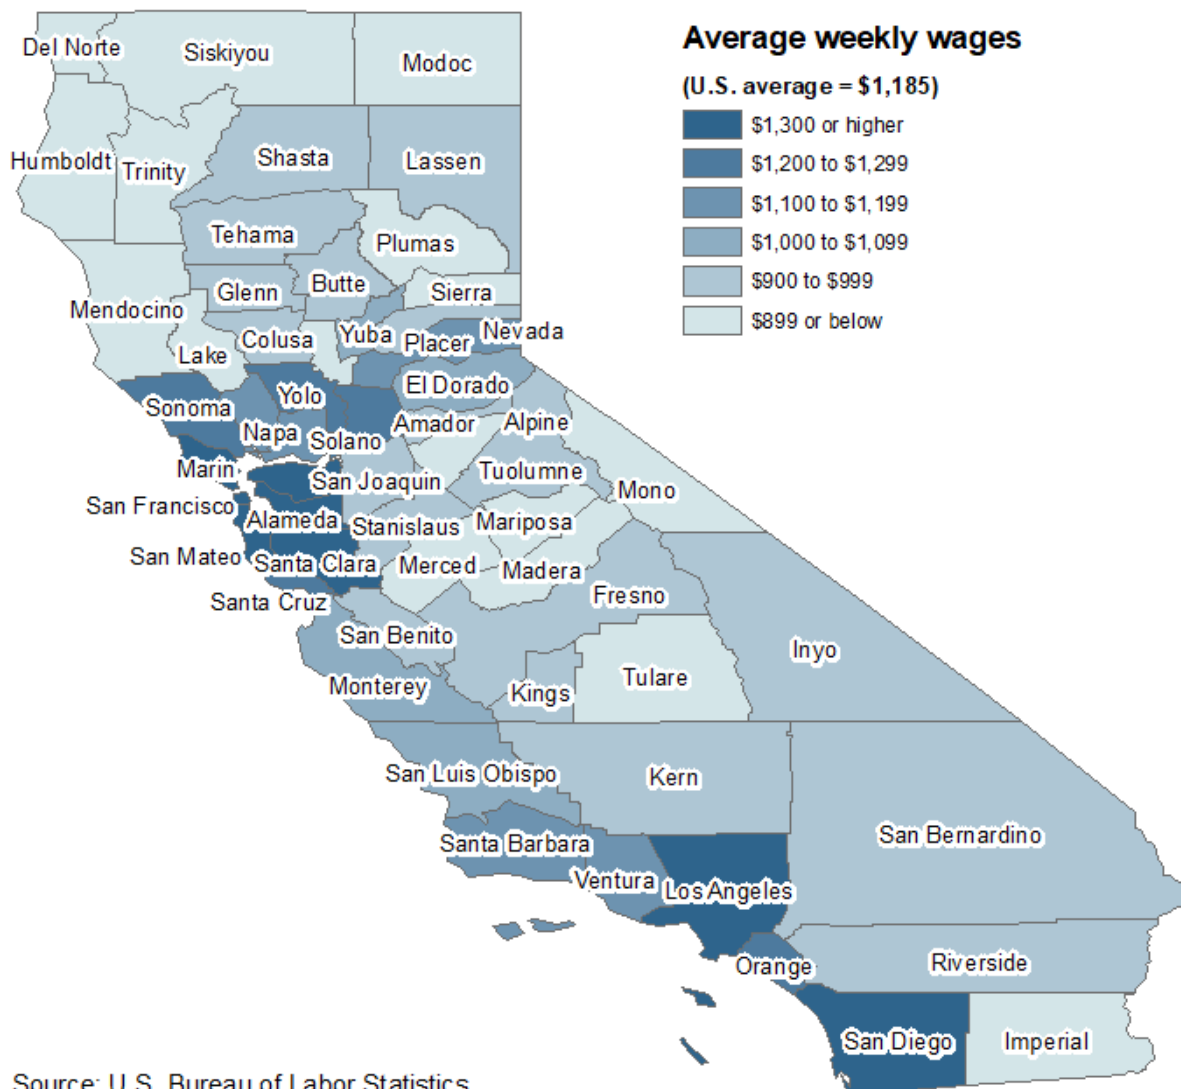 Average weekly wages
(U.S. average = $1,185)
$1,300 or higher
$1,200 to $1,299
$1,100 to $1,199
$1,000 to $1,099
$900 to $999
$899 or below
Del Norte
Siskiyou
Modoc
Humboldt
Trinity
Shasta
Lassen
Tehama
Plumas
Glenn
Butte
Sierra
Mendocino
Lake
Colusa
Yuba
Placer
Nevada
Sonoma
Yolo
El Dorado
Napa
Solano
Amador
Alpine
Marin
San Joaquin
Tuolumne
Mono
San Francisco
Alameda
Stanislaus
Mariposa
San Mateo
Santa Clara
Merced
Madera
Santa Cruz
Fresno
San Benito
Inyo
Monterey
Kings
Tulare
San Luis Obispo
Kern
Santa Barbara
San Bernardino
Ventura
Los Angeles
Orange
Riverside
San Diego
Imperial
Source: U.S. Bureau of Labor Statistics